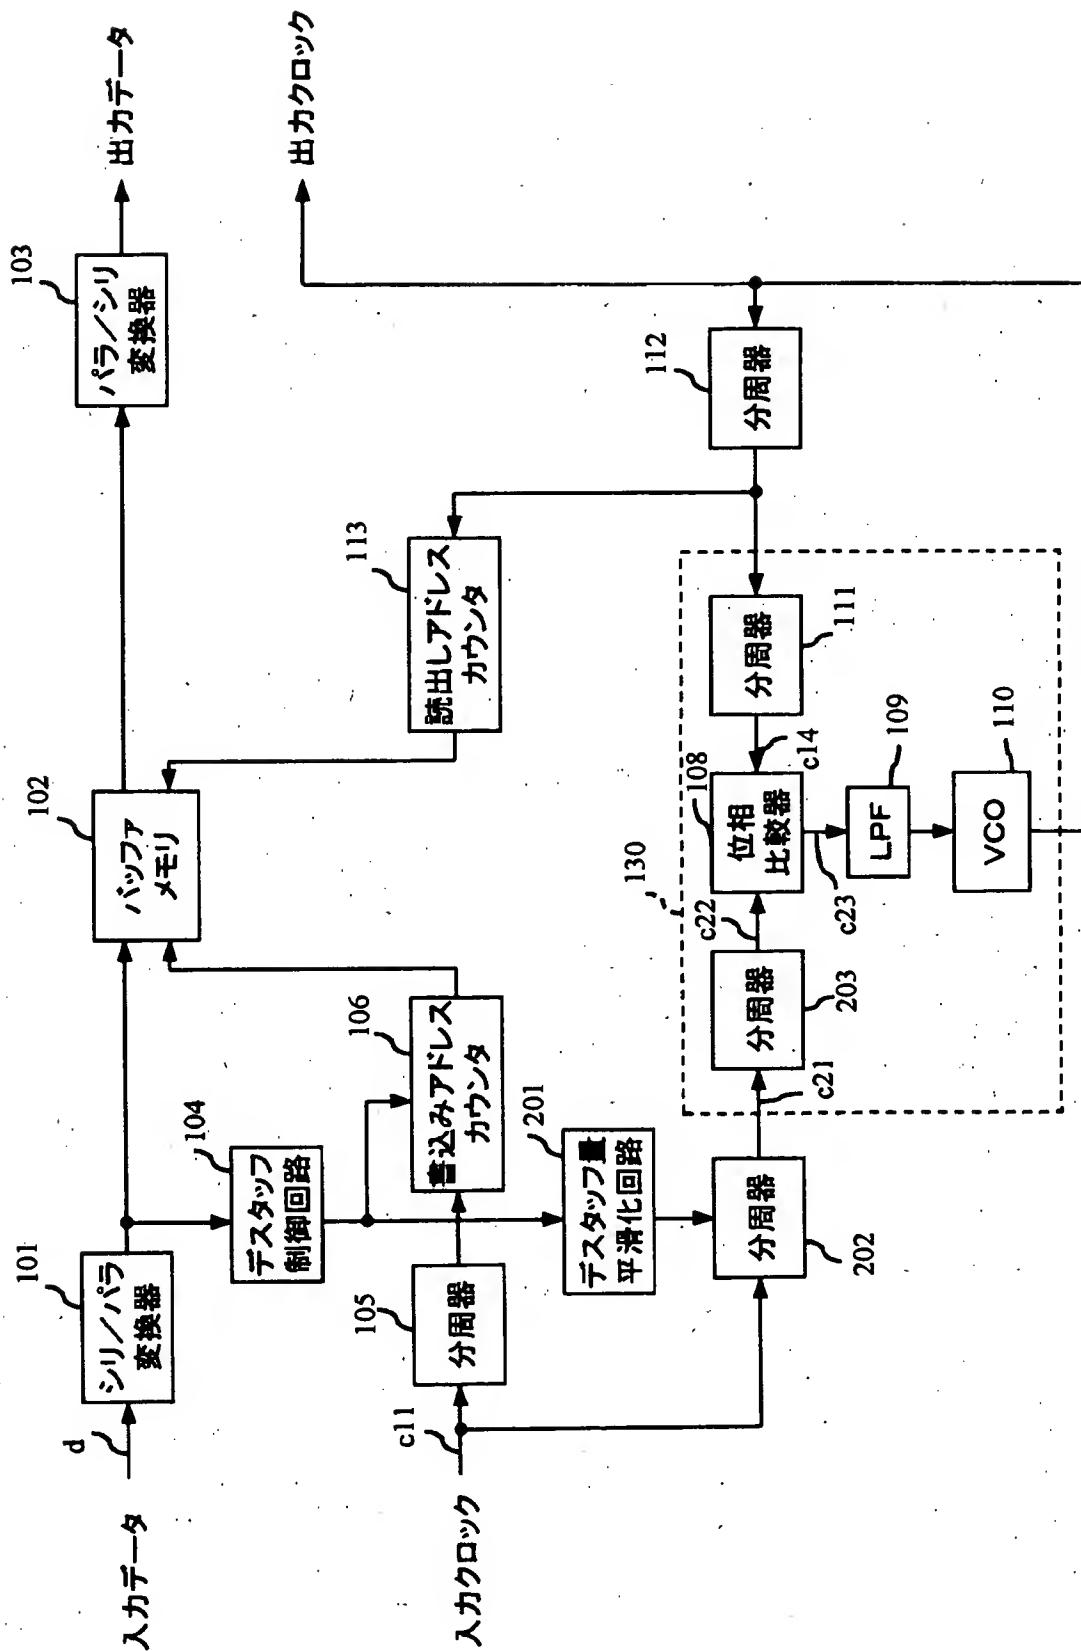 入力データ
d
101
シリ/パラ
変換器
102
バッファ
メモリ
103
パラ/シリ
変換器
出力データ
104
デスタッフ
制御回路
入力クロック
c11
105
分周器
106
書込みアドレス
カウンタ
113
読出しアドレス
カウンタ
出力クロック
201
デスタッフ量
平滑化回路
202
分周器
c21
130
203
分周器
c22
108
位相
比較器
c14
111
分周器
112
分周器
c23
109
LPF
110
VCO